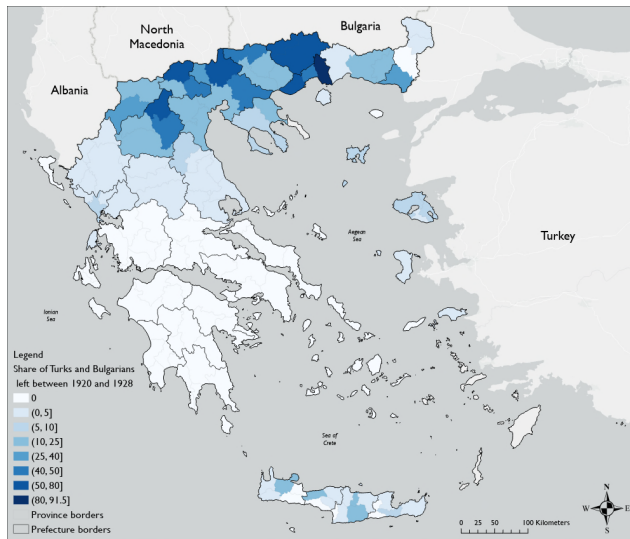 North
Macedonia
Bulgaria
Albania
Turkey
Aegean
Sea
Ionian
Sea
Sea of
Crete
Legend
Share of Turks and Bulgarians
left between 1920 and 1928
0
(0, 5]
(5, 10]
(10, 25]
(25, 40]
(40, 50]
(50, 80]
(80, 91.5]
Province borders
Prefecture borders
N
W E
S
0 25 50 100 Kilometers